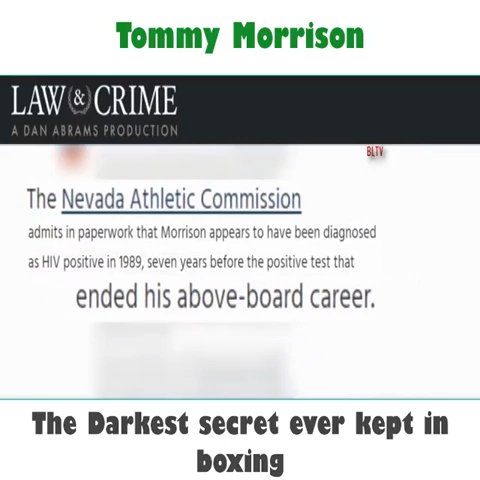 Tommy Morrison
LAW & CRIME
A DAN ABRAMS PRODUCTION
BLTV
The Nevada Athletic Commission
admits in paperwork that Morrison appears to have been diagnosed
as HIV positive in 1989, seven years before the positive test that
ended his above-board career.
The Darkest secret ever kept in
boxing